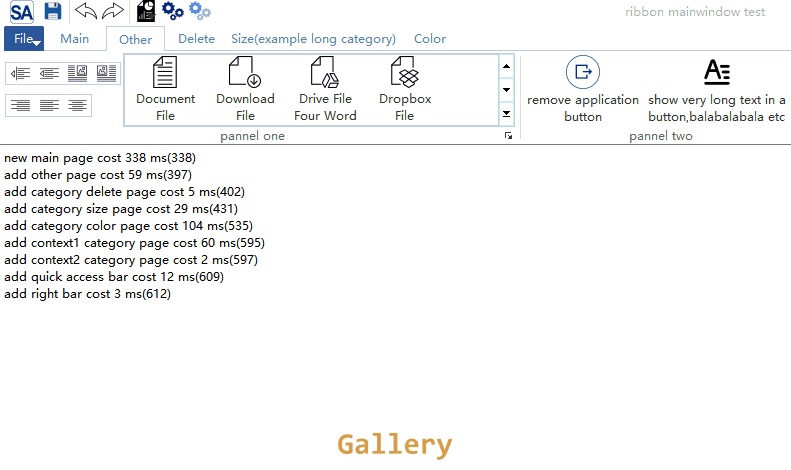 SA
ribbon mainwindow test
File Main Other Delete Size(example long category) Color
Document File
Download File
Drive File Four Word
Dropbox File
remove application button
show very long text in a button,balabalabala etc
pannel one
pannel two
new main page cost 338 ms(338)
add other page cost 59 ms(397)
add category delete page cost 5 ms(402)
add category size page cost 29 ms(431)
add category color page cost 104 ms(535)
add context1 category page cost 60 ms(595)
add context2 category page cost 2 ms(597)
add quick access bar cost 12 ms(609)
add right bar cost 3 ms(612)
Gallery